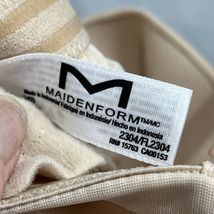 M
MAIDENFORM TM/MC
Made in Indonesia/Fabriqué en Indonésie/Hecho en Indonesia
2304/FL2304
RN# 15763 CA00153